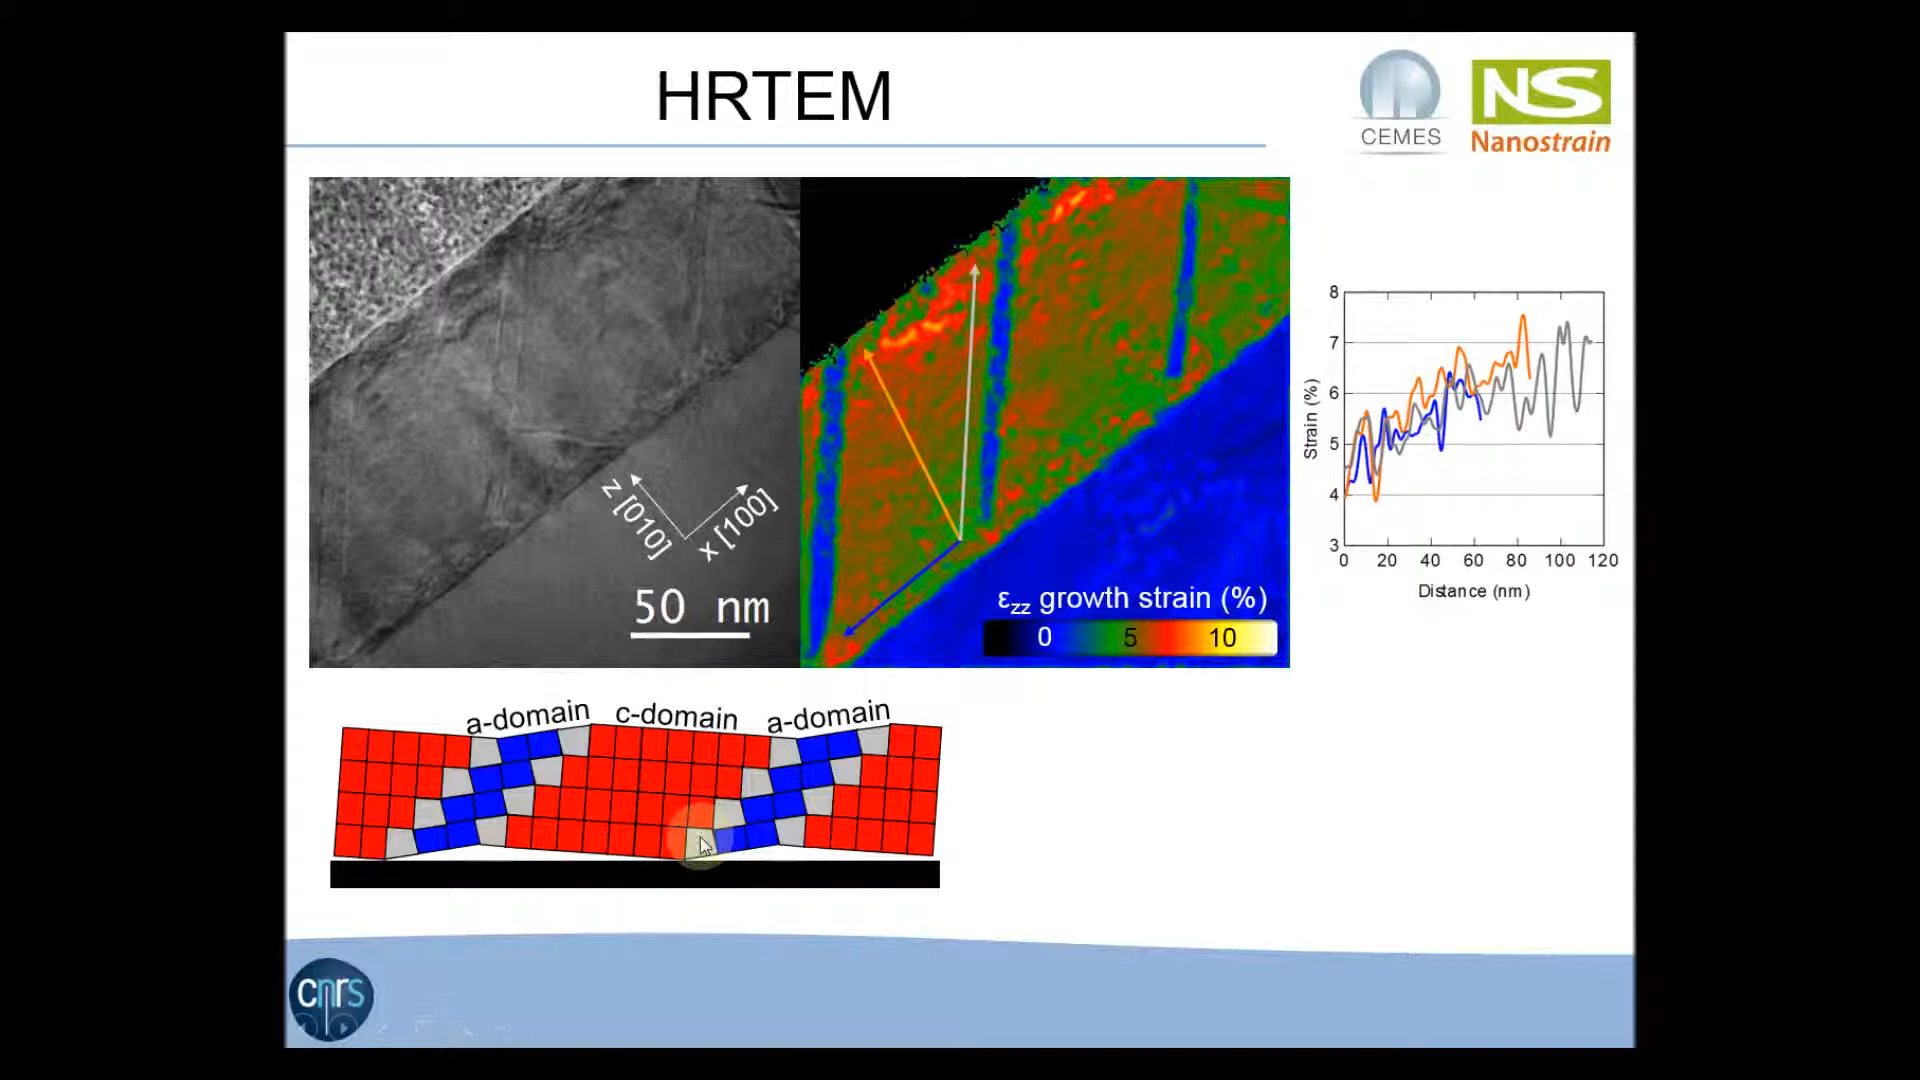 HRTEM
CEMES
NS
Nanostrain
z [010]
x [100]
50 nm
εzz growth strain (%)
0 5 10
8
7
6
5
4
3
Strain (%)
0 20 40 60 80 100 120
Distance (nm)
a-domain c-domain a-domain
cnrs